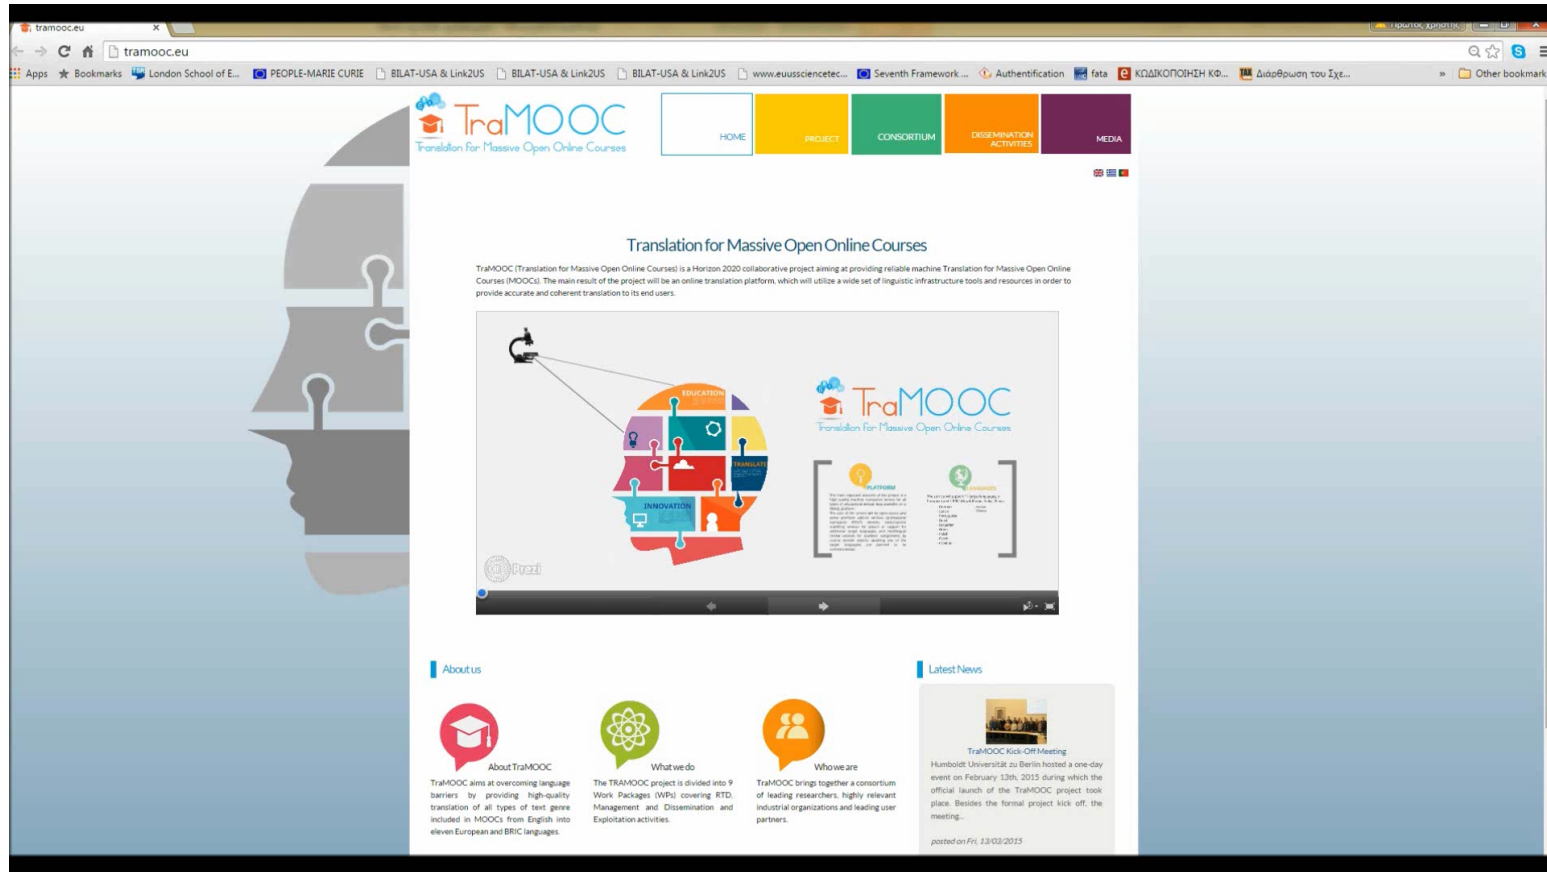 tramooc.eu
Πρώτος χρήστης
tramooc.eu
Apps Bookmarks London School of E... PEOPLE-MARIE CURIE BILAT-USA & Link2US BILAT-USA & Link2US BILAT-USA & Link2US www.euussciencetec... Seventh Framework ... Authentification fata ΚΩΔΙΚΟΠΟΙΗΣΗ ΚΦ... Διάρθρωση του Σχε... » Other bookmark
TraMOOC
Translation for Massive Open Online Courses
HOME
PROJECT
CONSORTIUM
DISSEMINATION
ACTIVITIES
MEDIA
Translation for Massive Open Online Courses
TraMOOC (Translation for Massive Open Online Courses) is a Horizon 2020 collaborative project aiming at providing reliable machine Translation for Massive Open Online
Courses (MOOCs). The main result of the project will be an online translation platform, which will utilize a wide set of linguistic infrastructure tools and resources in order to
provide accurate and coherent translation to its end users.
EDUCATION
TRANSLATE
INNOVATION
TraMOOC
Translation for Massive Open Online Courses
PLATFORM
LANGUAGES
Prezi
About us
About TraMOOC
TraMOOC aims at overcoming language
barriers by providing high-quality
translation of all types of text genre
included in MOOCs from English into
eleven European and BRIC languages.
What we do
The TRAMOOC project is divided into 9
Work Packages (WPs) covering RTD,
Management and Dissemination and
Exploitation activities.
Who we are
TraMOOC brings together a consortium
of leading researchers, highly relevant
industrial organizations and leading user
partners.
Latest News
TraMOOC Kick-Off Meeting
Humboldt Universität zu Berlin hosted a one-day
event on February 13th, 2015 during which the
official launch of the TraMOOC project took
place. Besides the formal project kick off, the
meeting...
posted on Fri, 13/03/2015